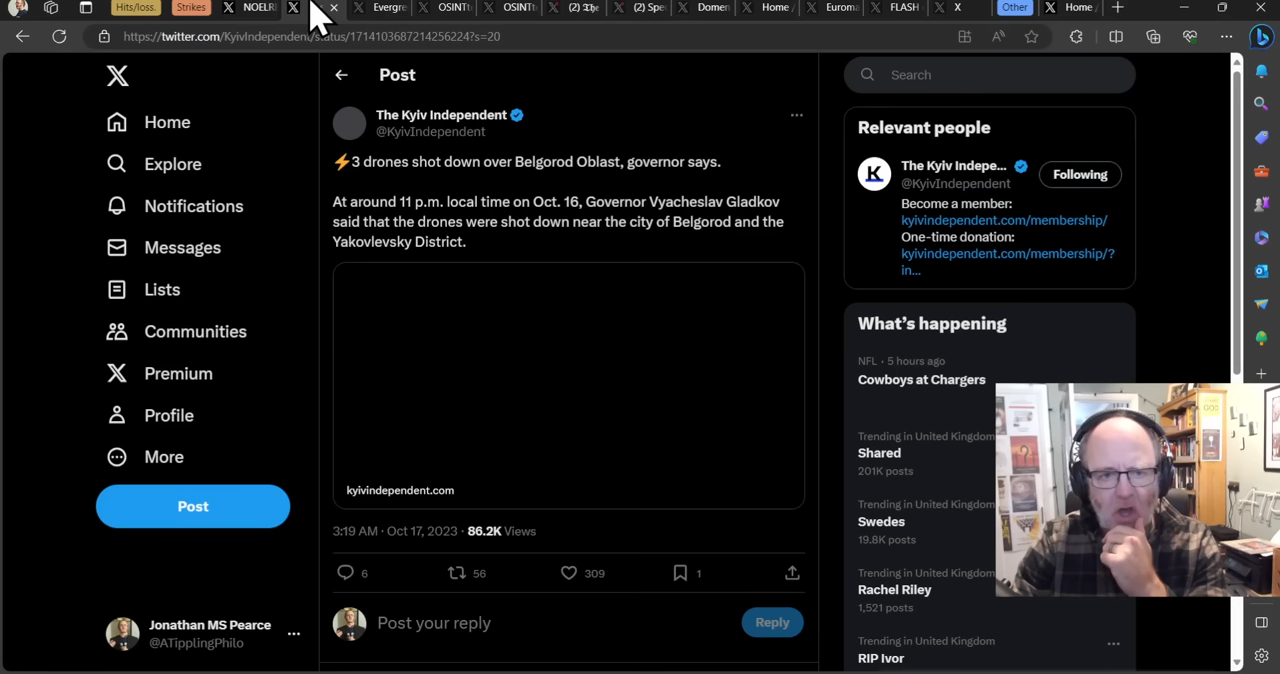 Hits/loss.
Strikes
NOELRE
Evergre
OSINTt
OSINTt
(2) The
(2) Spe
Domen
Home /
Eurom
FLASH
X
Other
Home /
https://twitter.com/KyivIndependent/status/1714103687214256224?s=20
Home
Explore
Notifications
Messages
Lists
Communities
Premium
Profile
More
Post
Jonathan MS Pearce
@ATipplingPhilo
Post
The Kyiv Independent
@KyivIndependent
⚡3 drones shot down over Belgorod Oblast, governor says.
At around 11 p.m. local time on Oct. 16, Governor Vyacheslav Gladkov
said that the drones were shot down near the city of Belgorod and the
Yakovlevsky District.
kyivindependent.com
3:19 AM · Oct 17, 2023 · 86.2K Views
6
56
309
1
Post your reply
Reply
Search
Relevant people
The Kyiv Indepe...
@KyivIndependent
Following
Become a member:
kyivindependent.com/membership/
One-time donation:
kyivindependent.com/membership/?
in...
What's happening
NFL · 5 hours ago
Cowboys at Chargers
Trending in United Kingdom
Shared
201K posts
Trending in United Kingdom
Swedes
19.8K posts
Trending in United Kingdom
Rachel Riley
1,521 posts
Trending in United Kingdom
RIP Ivor